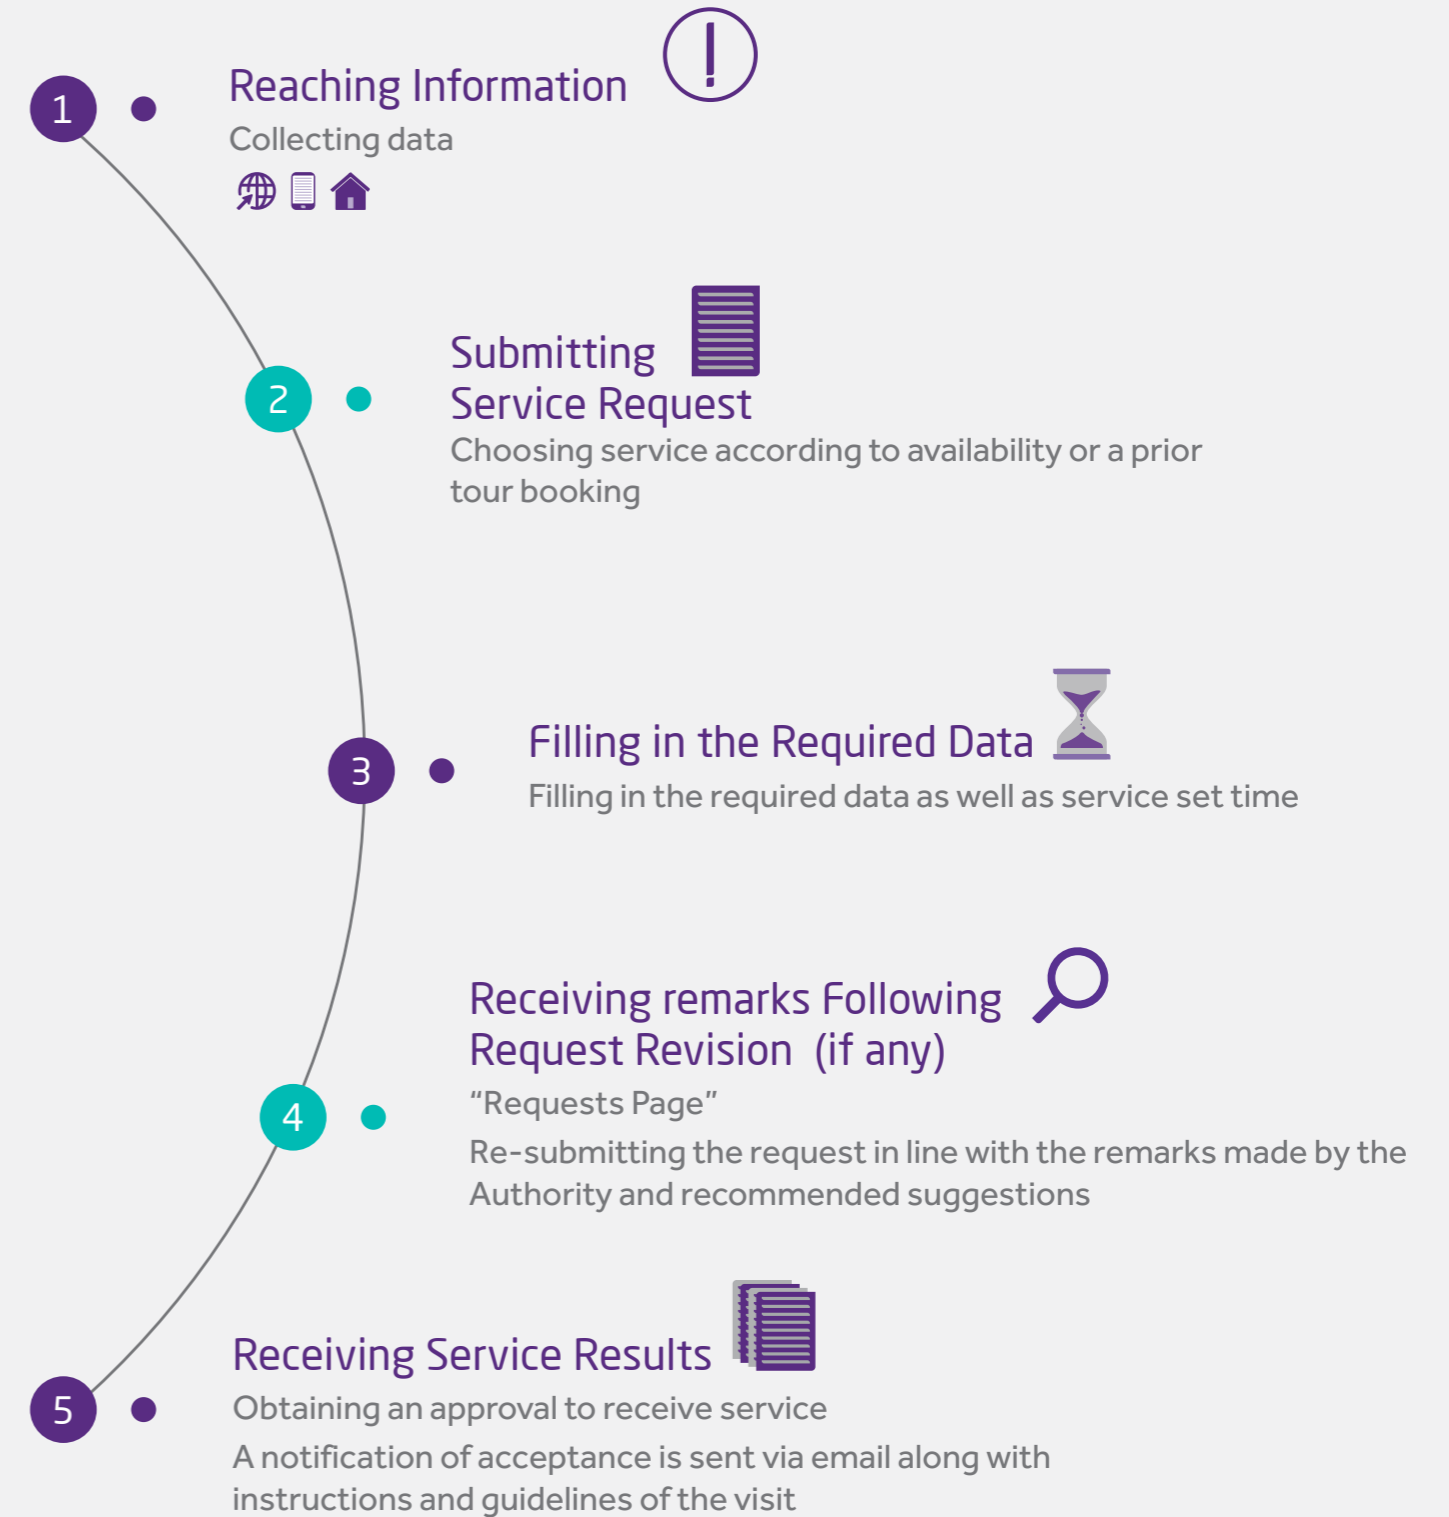 1
Reaching Information
Collecting data
2
Submitting
Service Request
Choosing service according to availability or a prior
tour booking
3
Filling in the Required Data
Filling in the required data as well as service set time
4
Receiving remarks Following
Request Revision (if any)
“Requests Page”
Re-submitting the request in line with the remarks made by the
Authority and recommended suggestions
5
Receiving Service Results
Obtaining an approval to receive service
A notification of acceptance is sent via email along with
instructions and guidelines of the visit